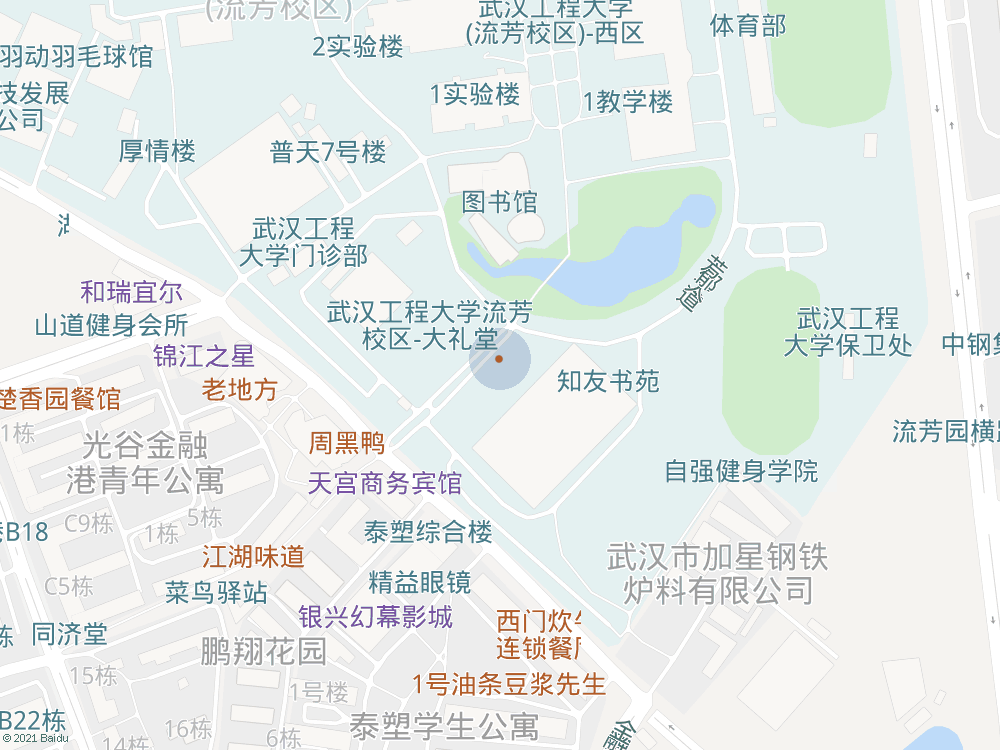 (流芳校区)
武汉工程大学
(流芳校区)-西区
体育部
2实验楼
羽动羽毛球馆
技发展
公司
1实验楼
1教学楼
厚情楼
普天7号楼
图书馆
武汉工程
大学门诊部
和瑞宜尔
山道健身会所
武汉工程大学流芳
校区-大礼堂
武汉工程
大学保卫处
中钢集
锦江之星
老地方
知友书苑
楚香园餐馆
1栋
光谷金融
港青年公寓
周黑鸭
流芳园横路
天宫商务宾馆
自强健身学院
C9栋
5栋
1栋
B18
泰塑综合楼
江湖味道
武汉市加星钢铁
炉料有限公司
C5栋
菜鸟驿站
精益眼镜
银兴幻幕影城
栋
同济堂
西门炊
连锁餐厅
鹏翔花园
15栋
1号楼
1号油条豆浆先生
B22栋
16栋
泰塑学生公寓
14栋
6栋
© 2021 Baidu